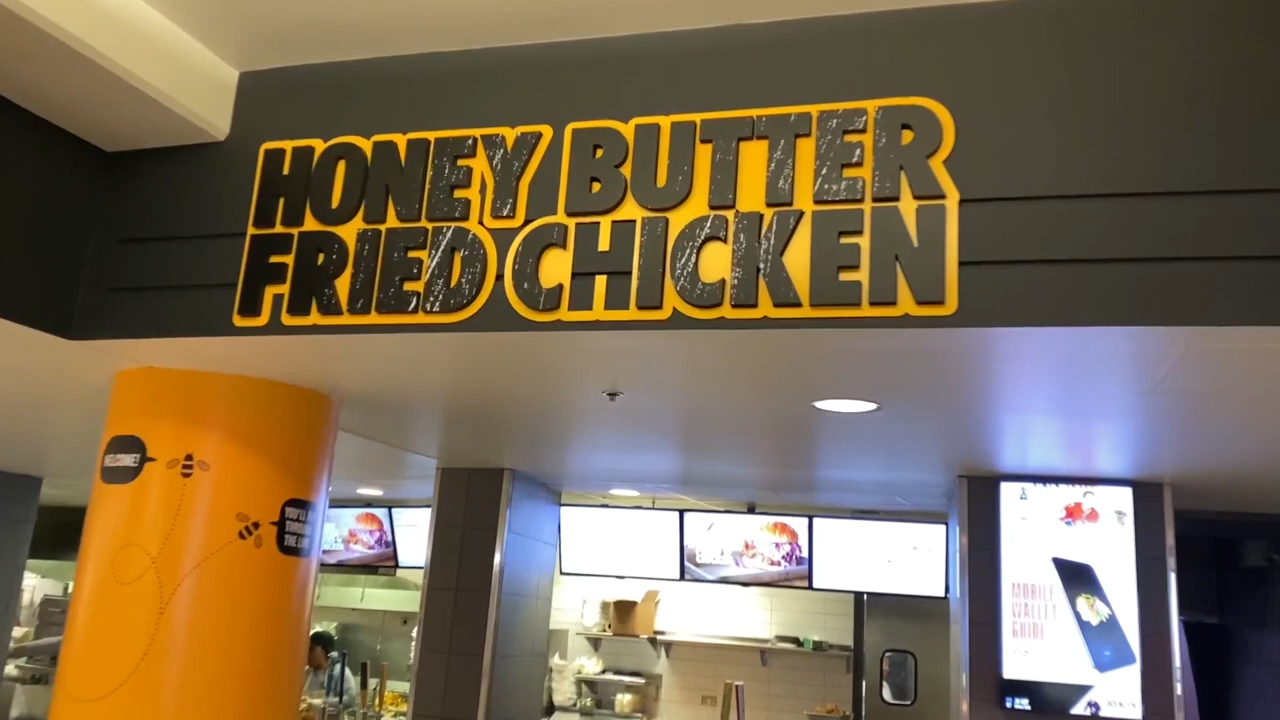 HONEY BUTTER
FRIED CHICKEN
WELCOME!
MOBILE
WALLET
GUIDE